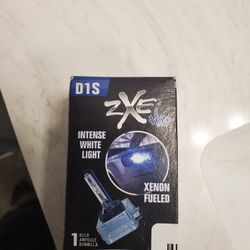 D1S
ZXE
INTENSE
WHITE
LIGHT
XENON
FUELED
1 BULB
AMPOULE
BOMBILLA